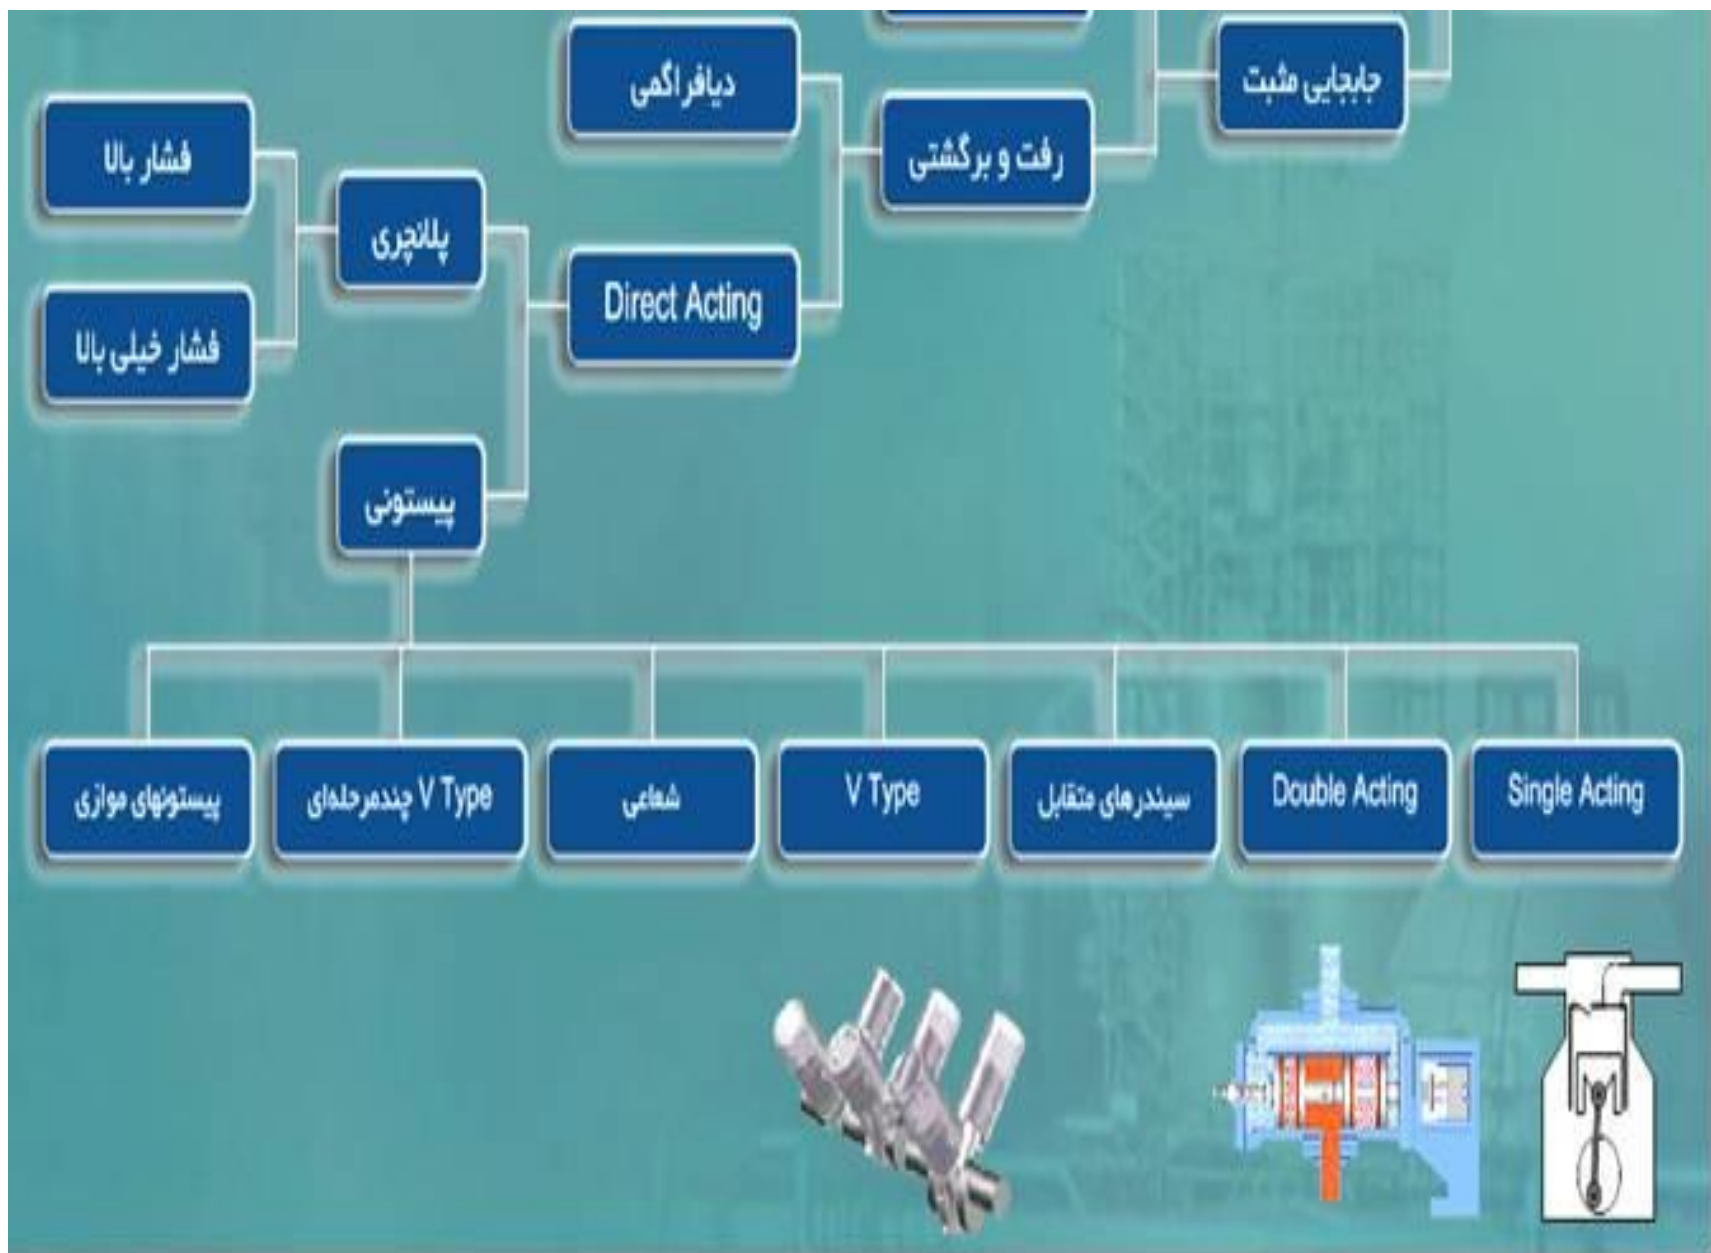 جابجایی مثبت
دیافراگمی
رفت و برگشتی
فشار بالا
پلانچری
Direct Acting
فشار خیلی بالا
پیستونی
Single Acting
Double Acting
سیندرهای متقابل
V Type
شعاعی
V Type چندمرحله‌ای
پیستونهای موازی